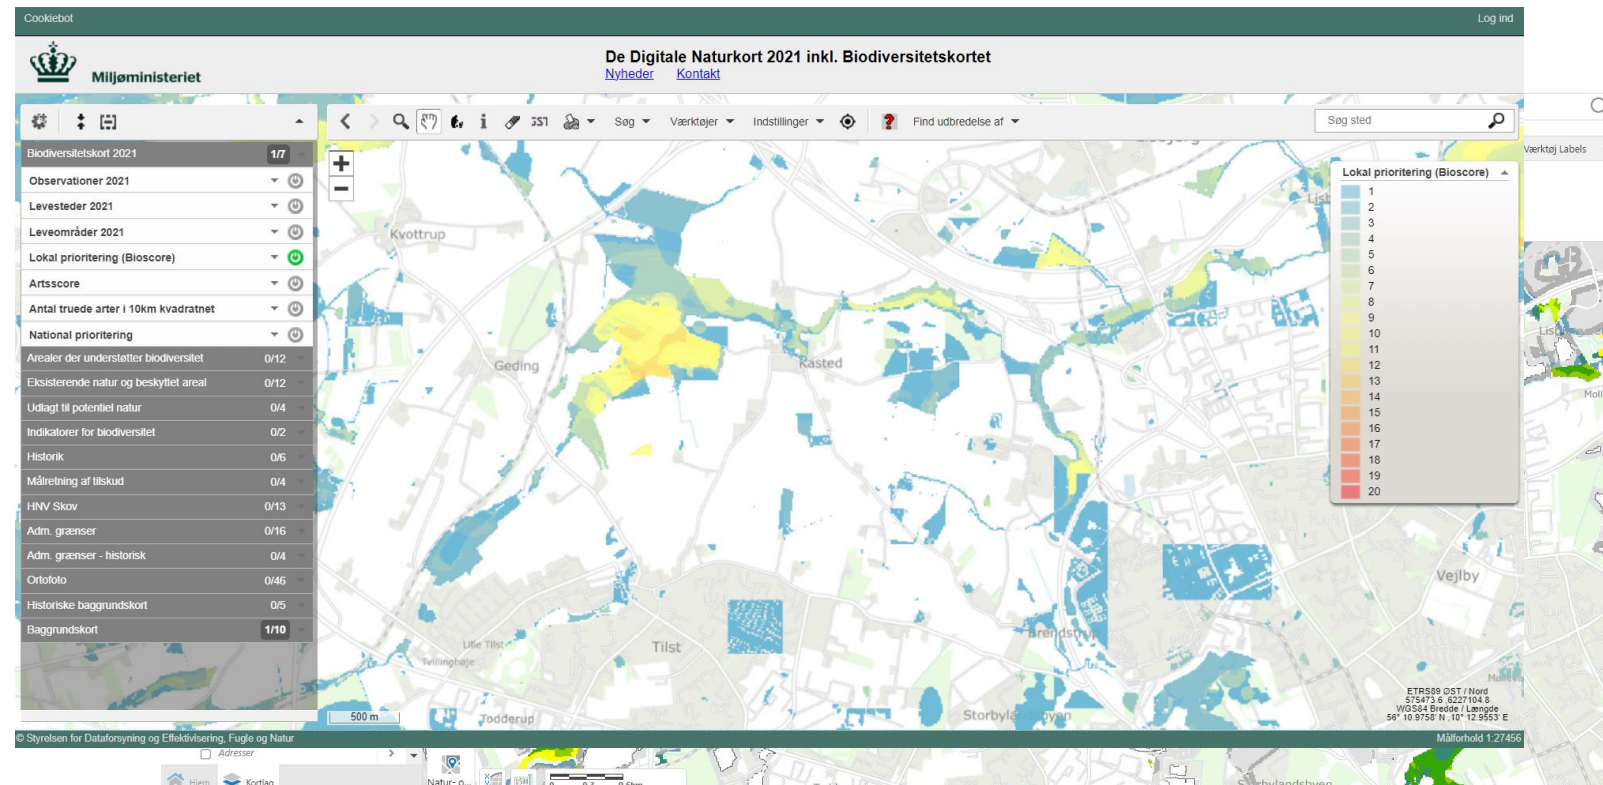 Cookiebot
Log ind
Miljøministeriet
De Digitale Naturkort 2021 inkl. Biodiversitetskortet
Nyheder Kontakt
Søg Værktøjer Indstillinger Find udbredelse af
Søg sted
Værktøj Labels
Biodiversitetskort 2021 1/7
Observationer 2021
Levesteder 2021
Leveområder 2021
Lokal prioritering (Bioscore)
Artsscore
Antal truede arter i 10km kvadratnet
National prioritering
Arealer der understøtter biodiversitet 0/12
Eksisterende natur og beskyttet areal 0/12
Udlagt til potentiel natur 0/4
Indikatorer for biodiversitet 0/2
Historik 0/6
Målretning af tilskud 0/4
HNV Skov 0/13
Adm. grænser 0/16
Adm. grænser - historisk 0/4
Ortofoto 0/46
Historiske baggrundskort 0/5
Baggrundskort 1/10
+
−
Kvottrup
Geding
Kasted
Lille Tilst
Tvillinghøje
Tilst
Todderup
Brendstrup
Storbylandsbyen
Vejlby
Lokal prioritering (Bioscore)
1
2
3
4
5
6
7
8
9
10
11
12
13
14
15
16
17
18
19
20
500 m
ETRS89 ØST / Nord
575473.6 ,6227104.8
WGS84 Bredde / Længde
56° 10.9758' N ,10° 12.9553' E
© Styrelsen for Dataforsyning og Effektivisering, Fugle og Natur
Målforhold 1:27456
Adresser
Hjem Kortlag
Natur- o...